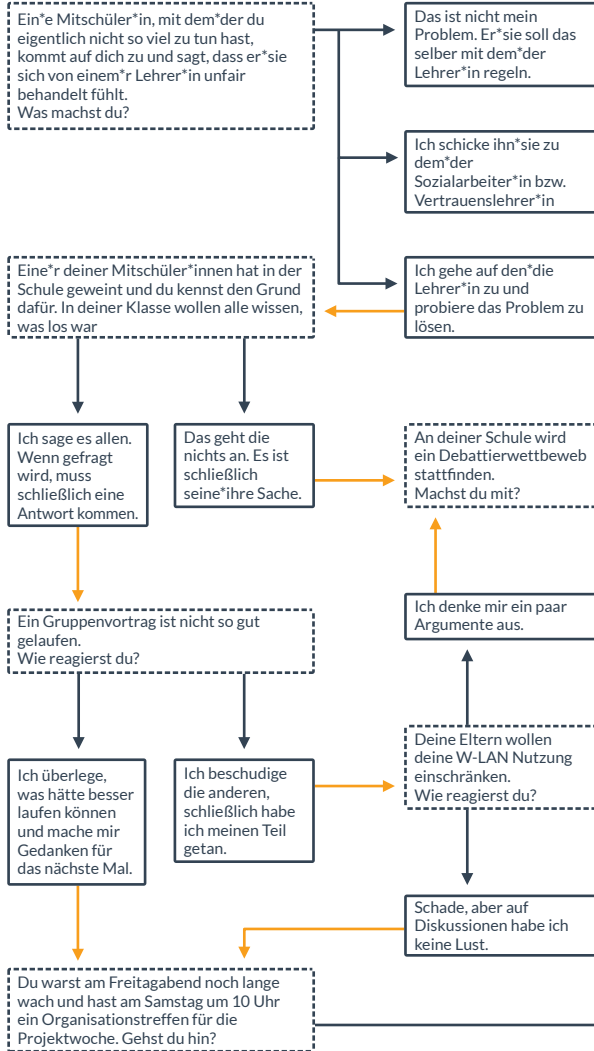 Ein*e Mitschüler*in, mit dem*der du
eigentlich nicht so viel zu tun hast,
kommt auf dich zu und sagt, dass er*sie
sich von einem*r Lehrer*in unfair
behandelt fühlt.
Was machst du?
Das ist nicht mein
Problem. Er*sie soll das
selber mit dem*der
Lehrer*in regeln.
Ich schicke ihn*sie zu
dem*der
Sozialarbeiter*in bzw.
Vertrauenslehrer*in
Ich gehe auf den*die
Lehrer*in zu und
probiere das Problem zu
lösen.
Eine*r deiner Mitschüler*innen hat in der
Schule geweint und du kennst den Grund
dafür. In deiner Klasse wollen alle wissen,
was los war
Ich sage es allen.
Wenn gefragt
wird, muss
schließlich eine
Antwort kommen.
Das geht die
nichts an. Es ist
schließlich
seine*ihre Sache.
An deiner Schule wird
ein Debattierwettbeweb
stattfinden.
Machst du mit?
Ich denke mir ein paar
Argumente aus.
Ein Gruppenvortrag ist nicht so gut
gelaufen.
Wie reagierst du?
Deine Eltern wollen
deine W-LAN Nutzung
einschränken.
Wie reagierst du?
Ich überlege,
was hätte besser
laufen können
und mache mir
Gedanken für
das nächste Mal.
Ich beschudige
die anderen,
schließlich habe
ich meinen Teil
getan.
Schade, aber auf
Diskussionen habe ich
keine Lust.
Du warst am Freitagabend noch lange
wach und hast am Samstag um 10 Uhr
ein Organisationstreffen für die
Projektwoche. Gehst du hin?